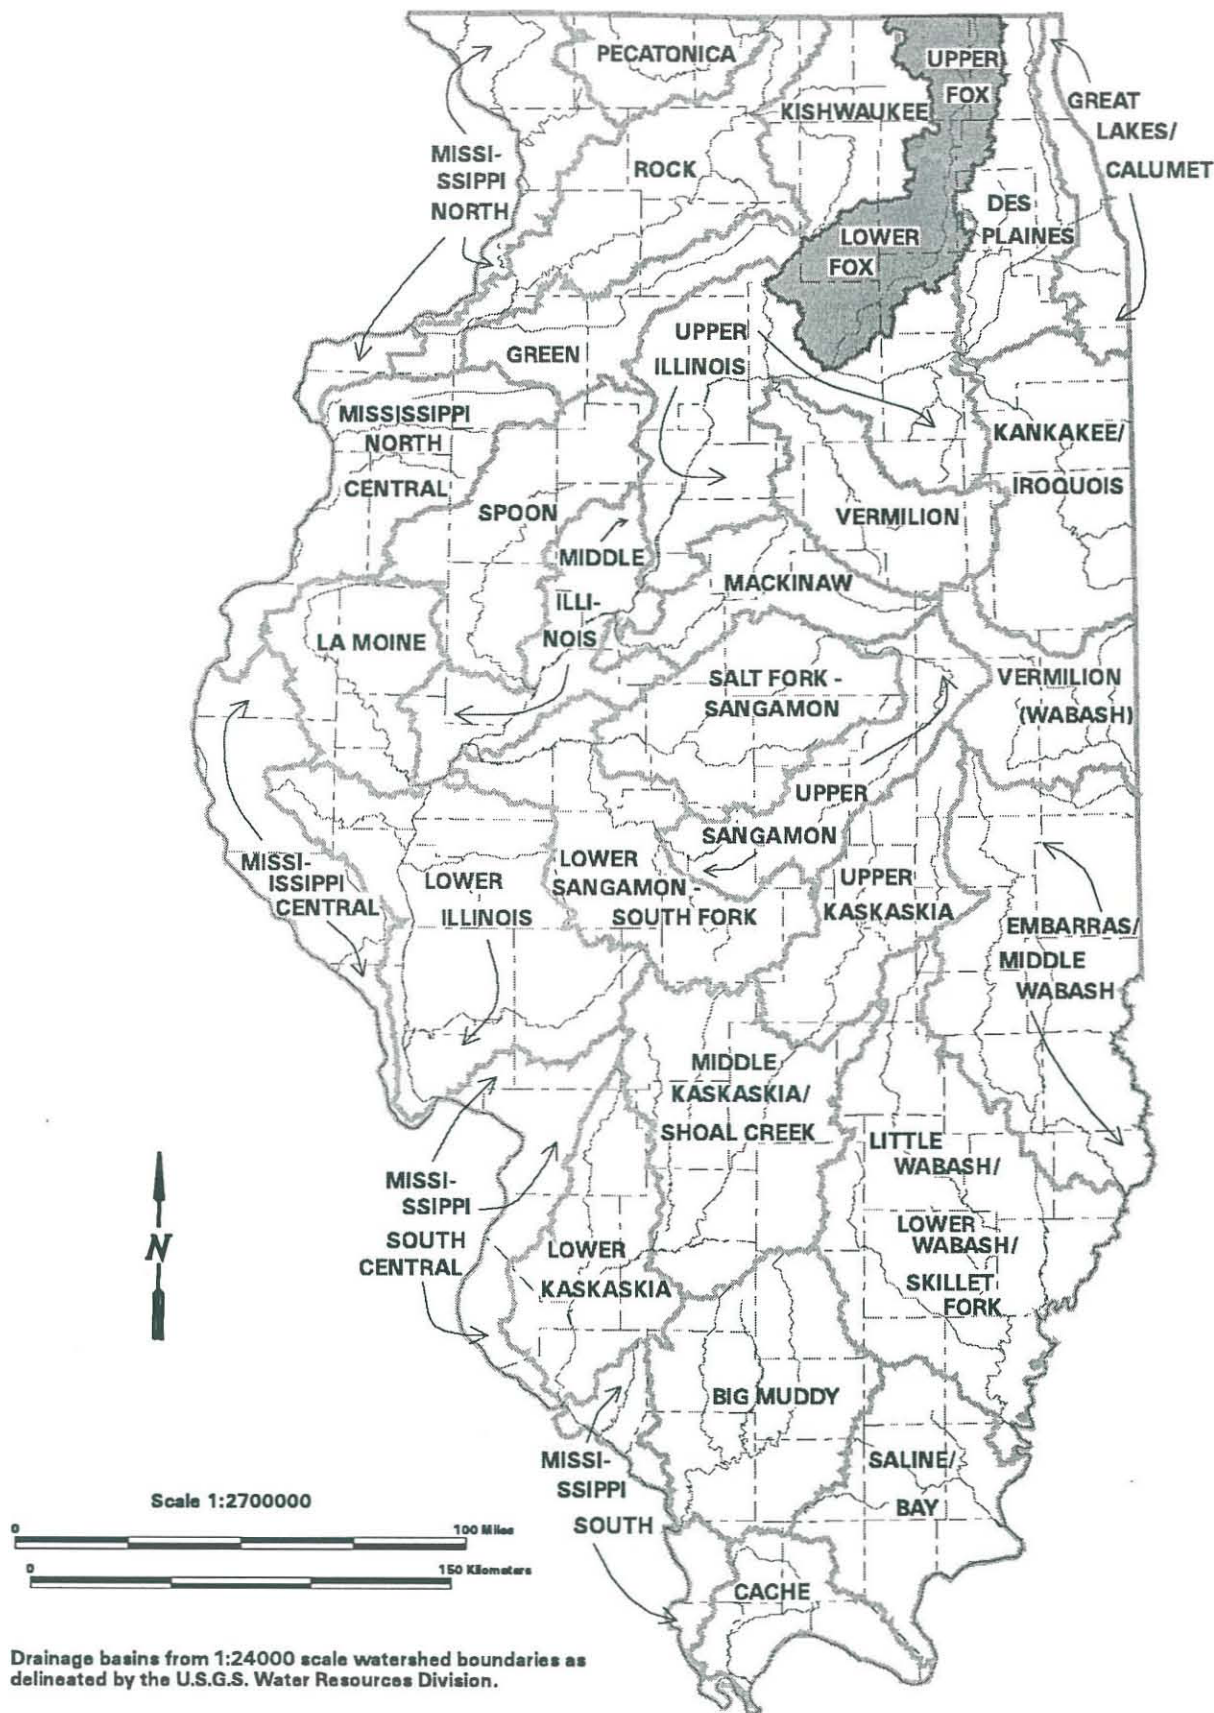 PECATONICA
UPPER
FOX
KISHWAUKEE
GREAT
LAKES/
CALUMET
MISSI-
SSIPPI
NORTH
ROCK
DES
PLAINES
LOWER
FOX
UPPER
ILLINOIS
GREEN
MISSISSIPPI
NORTH
CENTRAL
KANKAKEE/
IROQUOIS
SPOON
VERMILION
MIDDLE
ILLI-
NOIS
MACKINAW
LA MOINE
SALT FORK -
SANGAMON
VERMILION
(WABASH)
UPPER
SANGAMON
MISSI-
ISSIPPI
CENTRAL
LOWER
ILLINOIS
LOWER
SANGAMON -
SOUTH FORK
UPPER
KASKASKIA
EMBARRAS/
MIDDLE
WABASH
MIDDLE
KASKASKIA/
SHOAL CREEK
LITTLE
WABASH/
LOWER
WABASH/
SKILLET
FORK
MISSI-
SSIPPI
SOUTH
CENTRAL
N
LOWER
KASKASKIA
BIG MUDDY
MISSI-
SSIPPI
SOUTH
SALINE/
BAY
CACHE
Scale 1:2700000
0 100 Miles
0 150 Kilometers
Drainage basins from 1:24000 scale watershed boundaries as
delineated by the U.S.G.S. Water Resources Division.